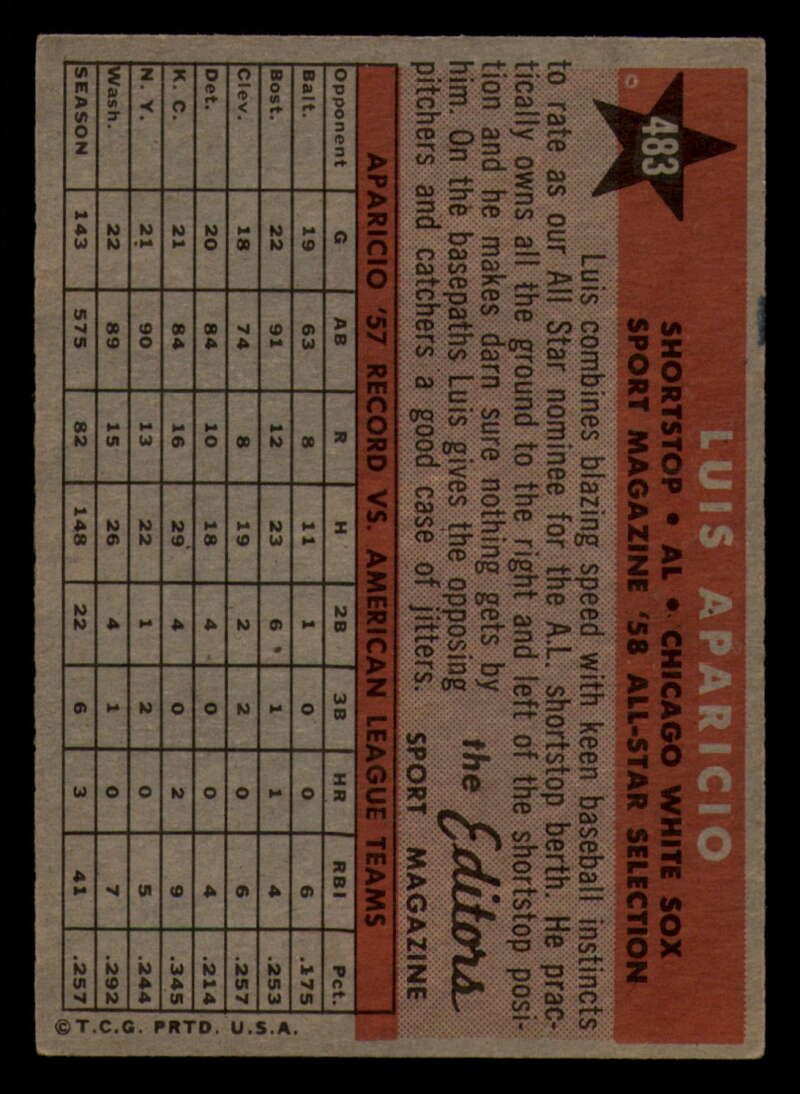 483
LUIS APARICIO
SHORTSTOP • AL • CHICAGO WHITE SOX
SPORT MAGAZINE '58 ALL-STAR SELECTION
Luis combines blazing speed with keen baseball instincts
to rate as our All Star nominee for the A.L. shortstop berth. He prac-
tically owns all the ground to the right and left of the shortstop posi-
tion and he makes darn sure nothing gets by
him. On the basepaths Luis gives the opposing
pitchers and catchers a good case of jitters.
the Editors
SPORT MAGAZINE
APARICIO '57 RECORD VS. AMERICAN LEAGUE TEAMS
Opponent G AB R H 2B 3B HR RBI Pct.
Balt. 19 63 8 11 1 0 0 6 .175
Bost. 22 91 12 23 6 1 1 4 .253
Clev. 18 74 8 19 2 2 0 6 .257
Det. 20 84 10 18 4 0 0 4 .214
K. C. 21 84 16 29 4 0 2 9 .345
N. Y. 21 90 13 22 1 2 0 5 .244
Wash. 22 89 15 26 4 1 0 7 .292
SEASON 143 575 82 148 22 6 3 41 .257
© T.C.G. PRTD. U.S.A.